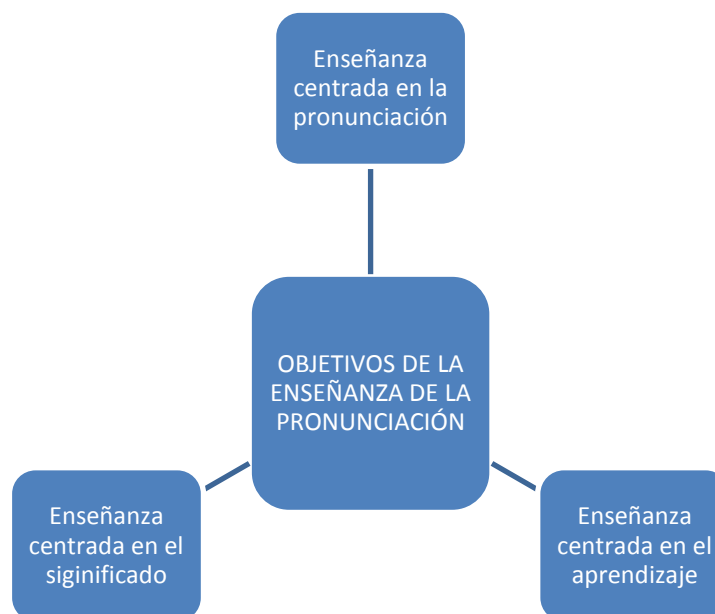 Enseñanza
centrada en la
pronunciación
OBJETIVOS DE LA
ENSEÑANZA DE LA
PRONUNCIACIÓN
Enseñanza
centrada en el
siginificado
Enseñanza
centrada en el
aprendizaje